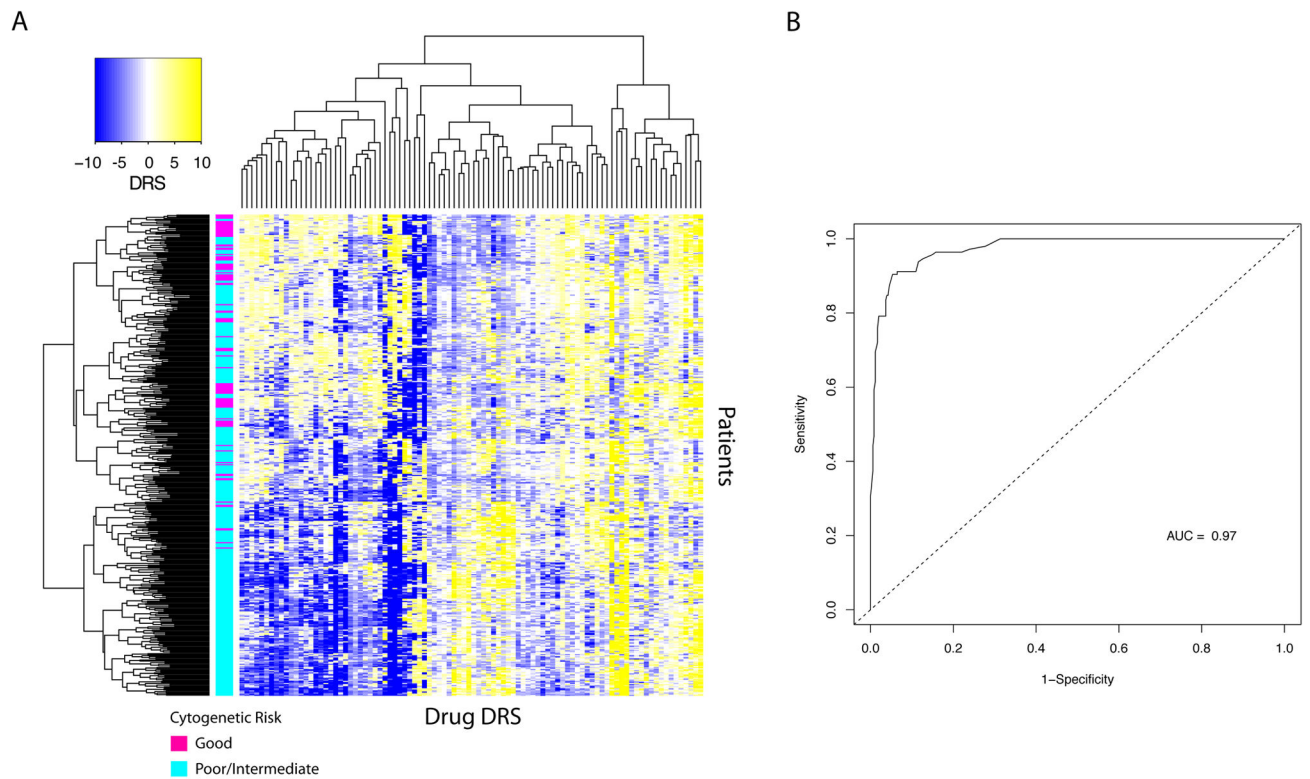 A
B
−10 -5 0 5 10
DRS
Patients
Drug DRS
Cytogenetic Risk
Good
Poor/Intermediate
1.0
0.8
0.6
0.4
0.2
0.0
Sensitivity
AUC = 0.97
0.0 0.2 0.4 0.6 0.8 1.0
1−Specificity